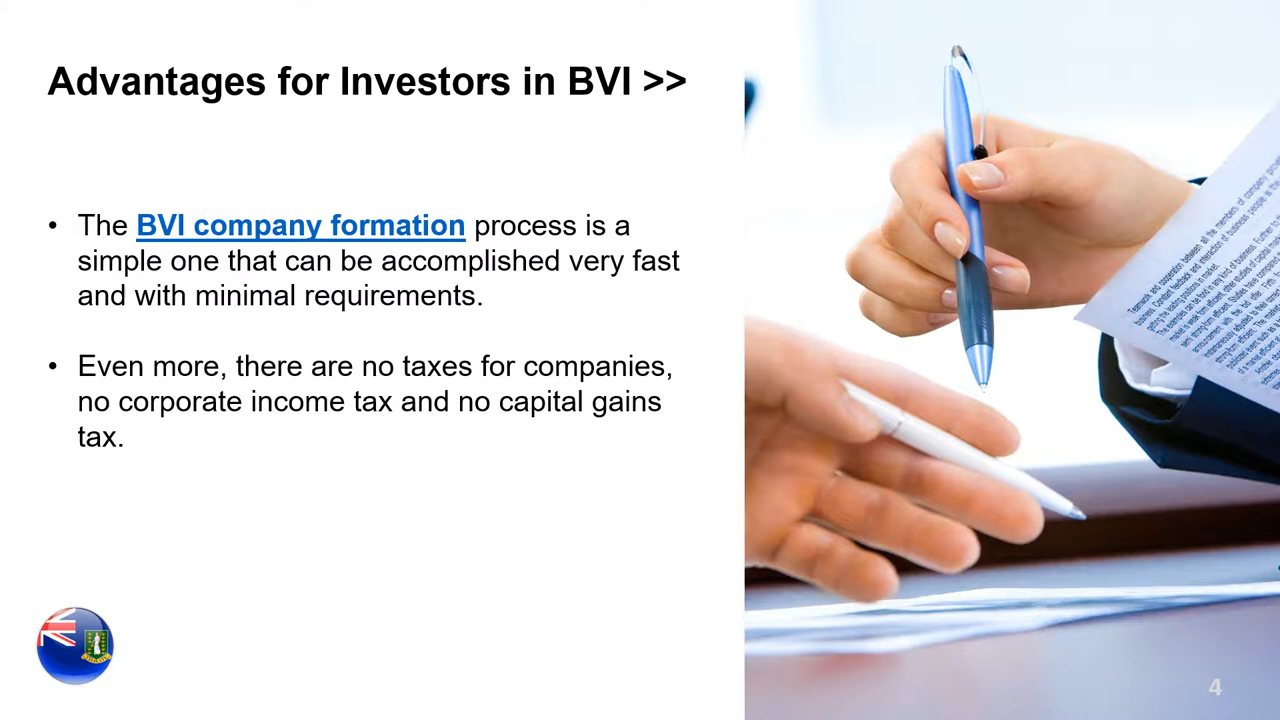 Advantages for Investors in BVI >>
• The BVI company formation process is a
simple one that can be accomplished very fast
and with minimal requirements.
• Even more, there are no taxes for companies,
no corporate income tax and no capital gains
tax.
4